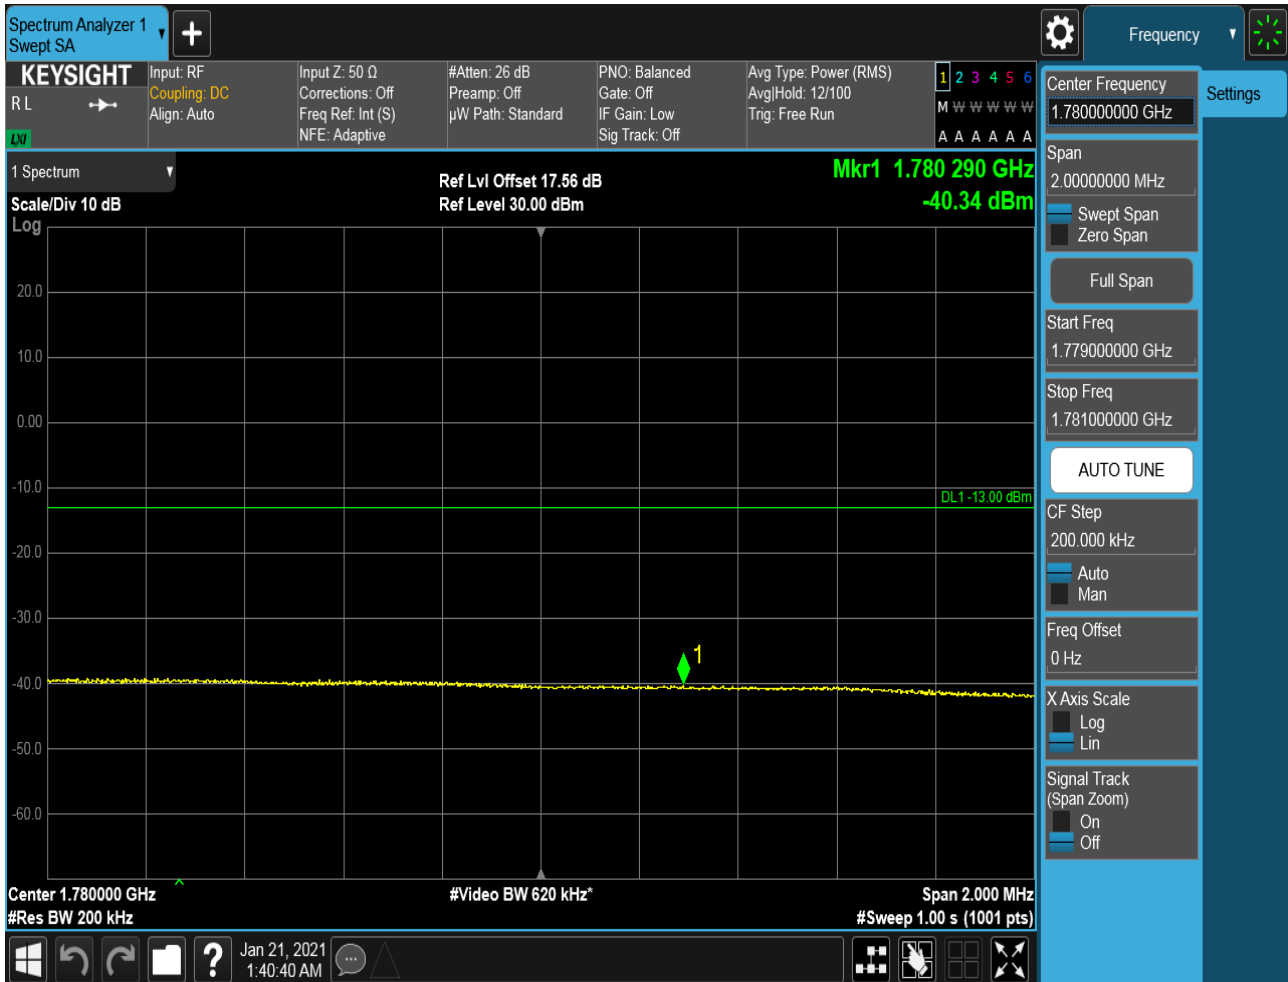 Spectrum Analyzer 1
Swept SA
+
Frequency
KEYSIGHT
R L
LXI
Input: RF
Coupling: DC
Align: Auto
Input Z: 50 Ω
Corrections: Off
Freq Ref: Int (S)
NFE: Adaptive
#Atten: 26 dB
Preamp: Off
µW Path: Standard
PNO: Balanced
Gate: Off
IF Gain: Low
Sig Track: Off
Avg Type: Power (RMS)
Avg|Hold: 12/100
Trig: Free Run
1 2 3 4 5 6
M W W W W W
A A A A A A
1 Spectrum
Scale/Div 10 dB
Log
Ref Lvl Offset 17.56 dB
Ref Level 30.00 dBm
Mkr1 1.780 290 GHz
-40.34 dBm
20.0
10.0
0.00
-10.0
-20.0
-30.0
-40.0
-50.0
-60.0
DL1 -13.00 dBm
1
Center 1.780000 GHz
#Res BW 200 kHz
#Video BW 620 kHz*
Span 2.000 MHz
#Sweep 1.00 s (1001 pts)
Center Frequency
1.780000000 GHz
Settings
Span
2.00000000 MHz
Swept Span
Zero Span
Full Span
Start Freq
1.779000000 GHz
Stop Freq
1.781000000 GHz
AUTO TUNE
CF Step
200.000 kHz
Auto
Man
Freq Offset
0 Hz
X Axis Scale
Log
Lin
Signal Track
(Span Zoom)
On
Off
?
Jan 21, 2021
1:40:40 AM